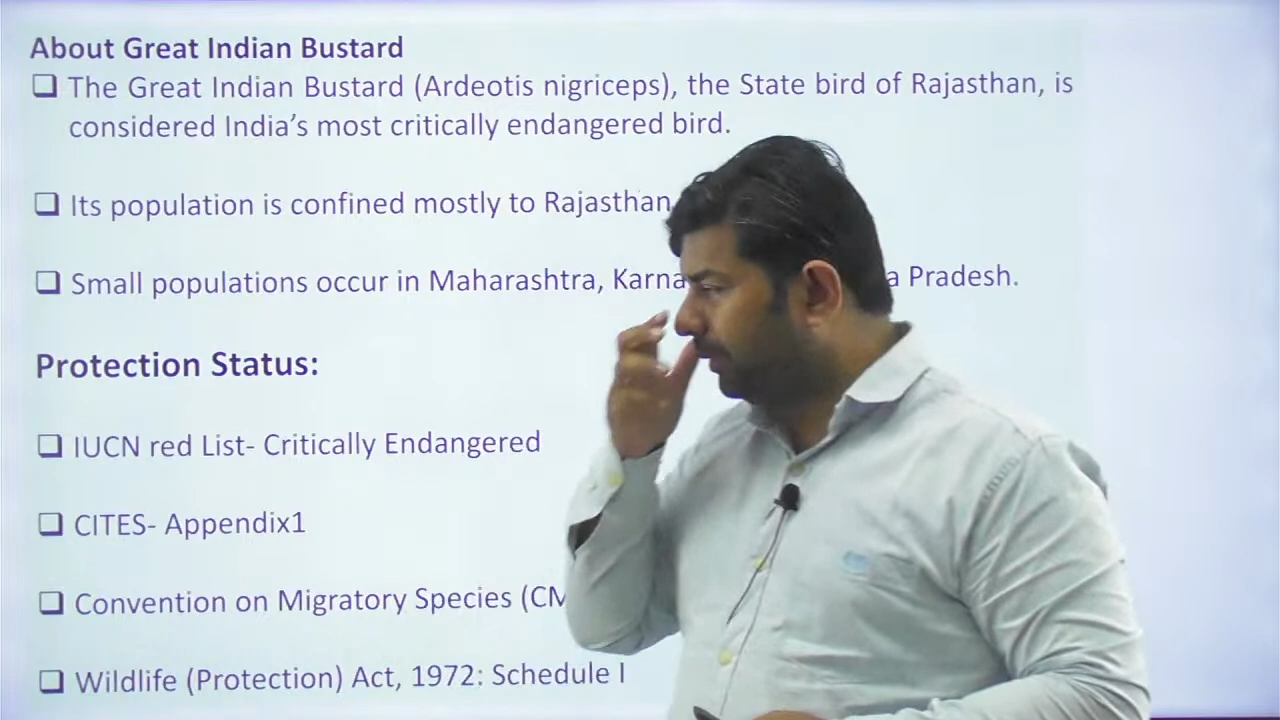 About Great Indian Bustard
❑ The Great Indian Bustard (Ardeotis nigriceps), the State bird of Rajasthan, is
considered India's most critically endangered bird.
❑ Its population is confined mostly to Rajasthan
❑ Small populations occur in Maharashtra, Pradesh.
Protection Status:
❑ IUCN red List- Critically Endangered
❑ CITES- Appendix1
❑ Convention on Migratory Species
❑ Wildlife (Protection) Act, 1972: Schedule I